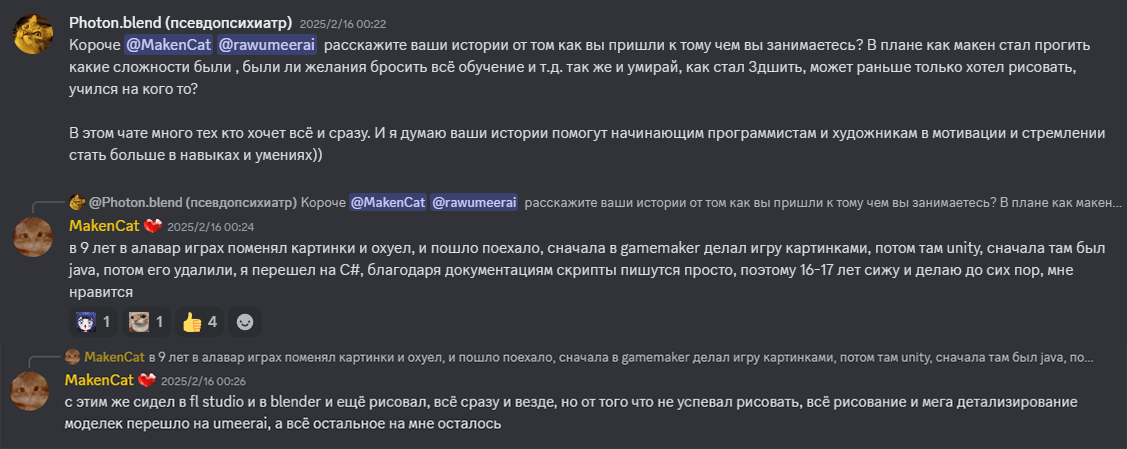 Photon.blend (псевдопсихиатр) 2025/2/16 00:22
Короче @MakenCat @rawumeerai расскажите ваши истории от том как вы пришли к тому чем вы занимаетесь? В плане как макен стал прогить
какие сложности были , были ли желания бросить всё обучение и т.д. так же и умирай, как стал 3дшить, может раньше только хотел рисовать,
учился на кого то?
В этом чате много тех кто хочет всё и сразу. И я думаю ваши истории помогут начинающим программистам и художникам в мотивации и стремлении
стать больше в навыках и умениях))
@Photon.blend (псевдопсихиатр) Короче @MakenCat @rawumeerai расскажите ваши истории от том как вы пришли к тому чем вы занимаетесь? В плане как макен...
MakenCat 2025/2/16 00:24
в 9 лет в алавар играх поменял картинки и охуел, и пошло поехало, сначала в gamemaker делал игру картинками, потом там unity, сначала там был
java, потом его удалили, я перешел на C#, благодаря документациям скрипты пишутся просто, поэтому 16-17 лет сижу и делаю до сих пор, мне
нравится
1 1 4
MakenCat в 9 лет в алавар играх поменял картинки и охуел, и пошло поехало, сначала в gamemaker делал игру картинками, потом там unity, сначала там был java, по...
MakenCat 2025/2/16 00:26
с этим же сидел в fl studio и в blender и ещё рисовал, всё сразу и везде, но от того что не успевал рисовать, всё рисование и мега детализирование
моделек перешло на umeerai, а всё остальное на мне осталось